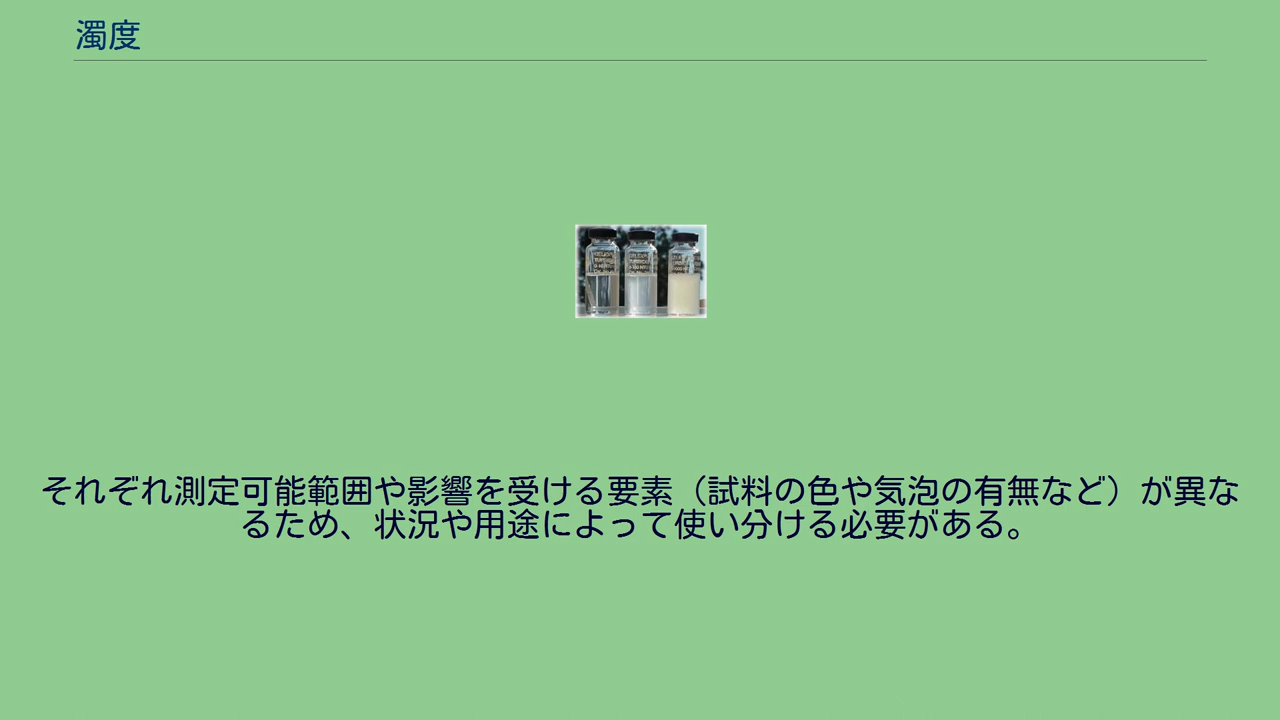 濁度
それぞれ測定可能範囲や影響を受ける要素（試料の色や気泡の有無など）が異な
るため、状況や用途によって使い分ける必要がある。